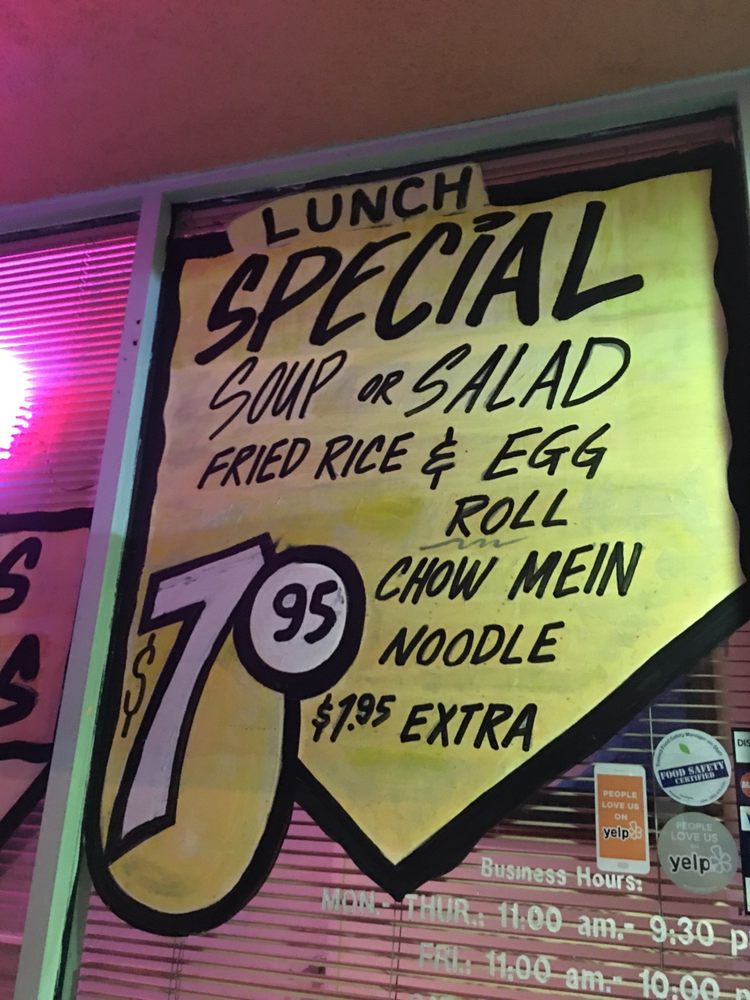 LUNCH
SPECIAL
SOUP OR SALAD
FRIED RICE & EGG
ROLL
CHOW MEIN
NOODLE
$1.95 EXTRA
$7 95
S
S
FOOD SAFETY
CERTIFIED
PEOPLE
LOVE US
ON
yelp
PEOPLE
LOVE US
yelp
DIS
Business Hours:
MON.- THUR.: 11:00 am.- 9:30 p
FRI.: 11:00 am.- 10:00 p